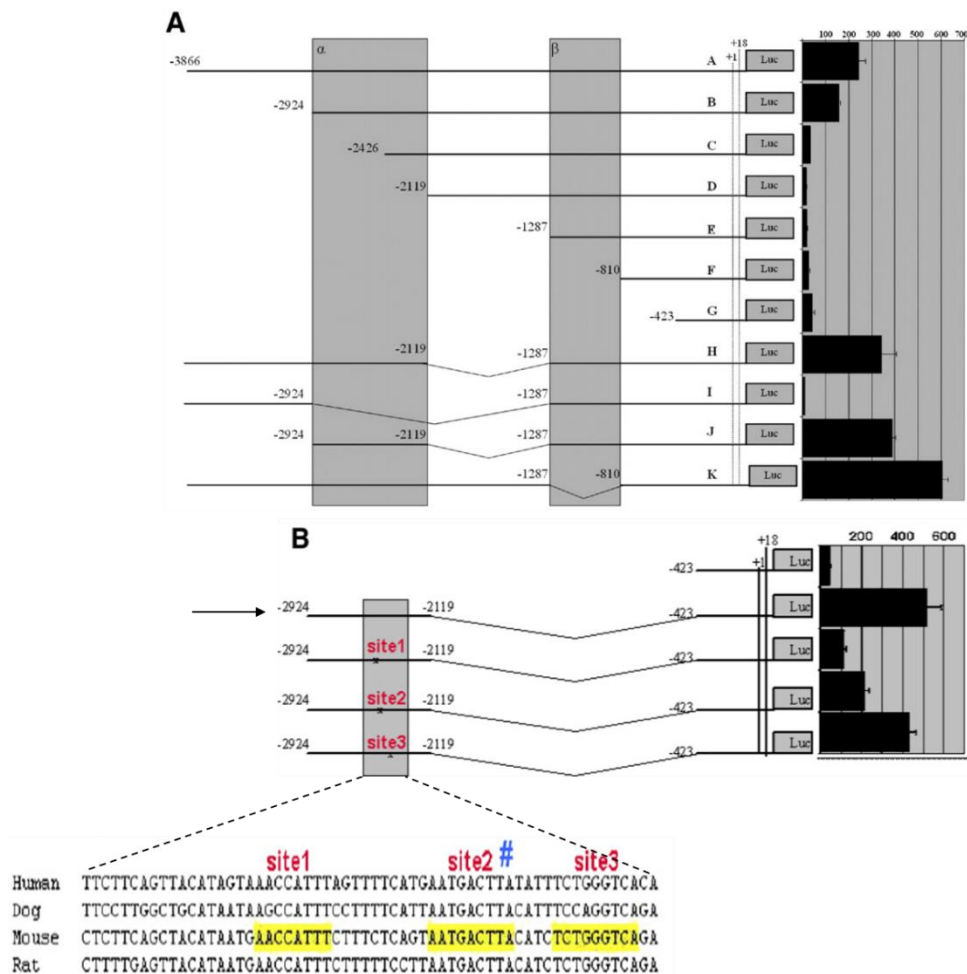 A
α β +18 100 200 300 400 500 600 700
-3866 A +1 Luc
-2924 B Luc
-2426 C Luc
-2119 D Luc
-1287 E Luc
-810 F Luc
-423 G Luc
-2119 -1287 H Luc
-2924 -1287 I Luc
-2924 -2119 -1287 J Luc
-1287 -810 K Luc
B
+18 200 400 600
-423 +1 Luc
-2924 -2119 -423 Luc
-2924 site1 -2119 -423 Luc
-2924 site2 -2119 -423 Luc
-2924 site3 -2119 -423 Luc
site1 site2 # site3
Human TTCTTCAGTTACATAGTAAACCATTTAGTTTTCATGAATGACTTATATTTCTGGGTCACA
Dog TTCCTTGGCTGCATAATAAGCCATTTCCTTTTCATTAATGACTTACATTTCCAGGTCAGA
Mouse CTCTTCAGCTACATAATGAACCATTTCTTTCTCAGTAATGACTTACATCTCTGGGTCAGA
Rat CTTTTGAGTTACATAATGAACCATTTCTTTTTCCTTAATGACTTACATCTCTGGGTCAGA